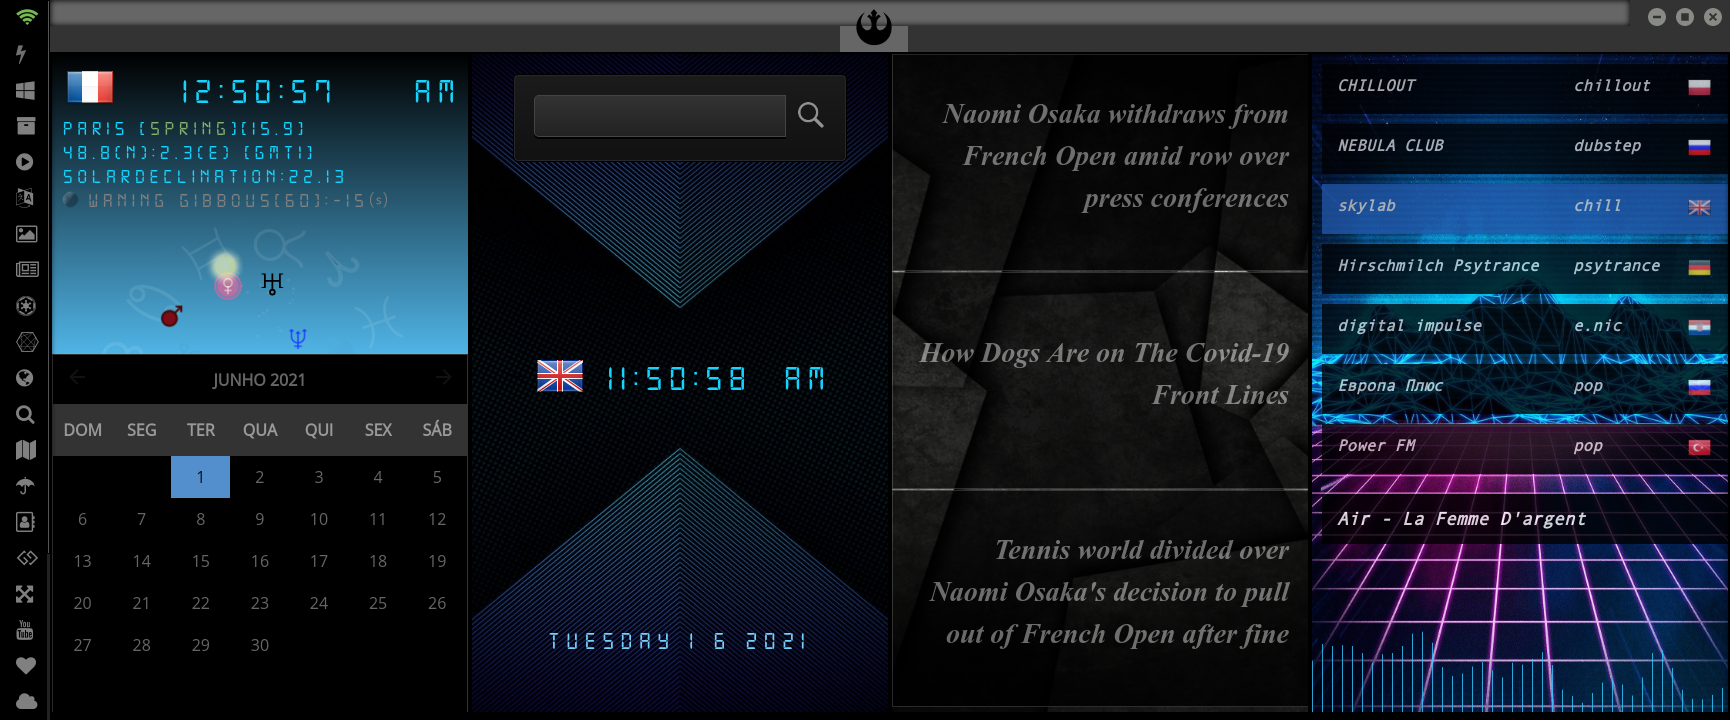 12:50:57 AM
PARIS [SPRING][15.9]
48.8(N):2.3(E) [GMT1]
SOLARDECLINATION:22.13
WANING GIBBOUS[60]:-15(s)
JUNHO 2021
DOM SEG TER QUA QUI SEX SÁB
1 2 3 4 5
6 7 8 9 10 11 12
13 14 15 16 17 18 19
20 21 22 23 24 25 26
27 28 29 30
11:50:58 AM
TUESDAY 1 6 2021
Naomi Osaka withdraws from
French Open amid row over
press conferences
How Dogs Are on The Covid-19
Front Lines
Tennis world divided over
Naomi Osaka's decision to pull
out of French Open after fine
CHILLOUT chillout
NEBULA CLUB dubstep
skylab chill
Hirschmilch Psytrance psytrance
digital impulse e.nic
Европа Плюс pop
Power FM pop
Air - La Femme D'argent
You
Tube